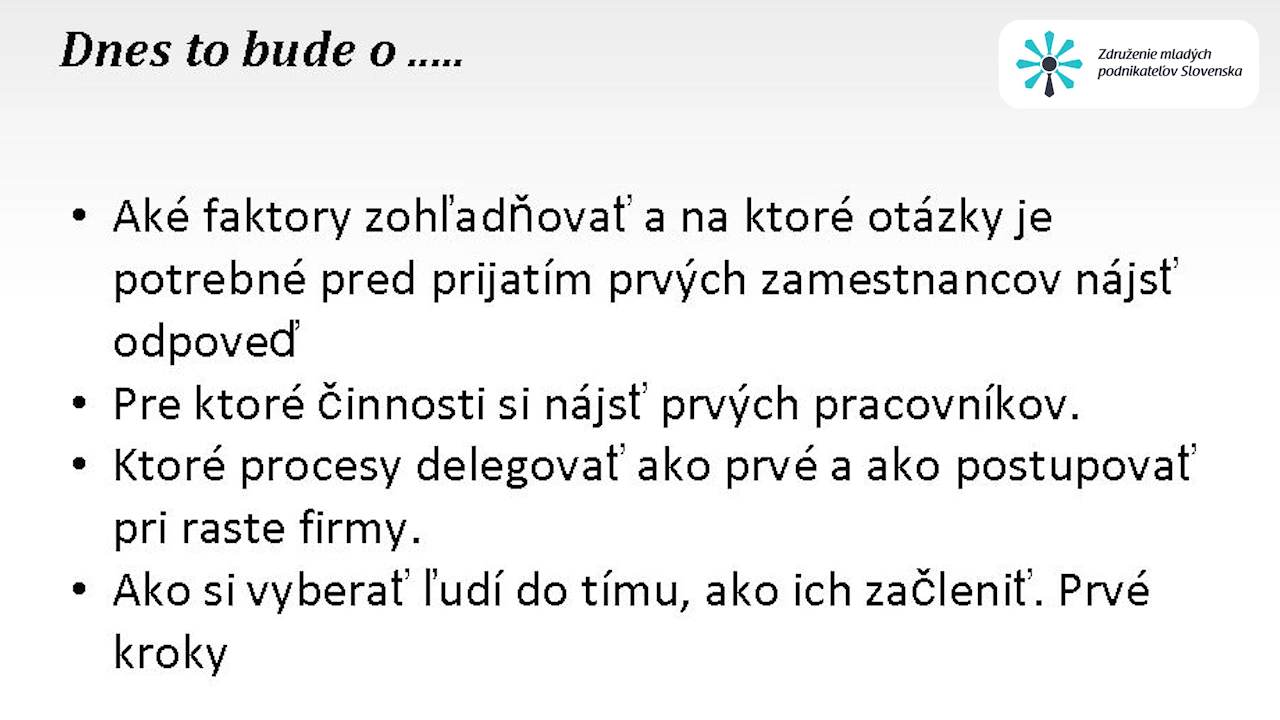 Dnes to bude o .....
Združenie mladých
podnikateľov Slovenska
• Aké faktory zohľadňovať a na ktoré otázky je
potrebné pred prijatím prvých zamestnancov nájsť
odpoveď
• Pre ktoré činnosti si nájsť prvých pracovníkov.
• Ktoré procesy delegovať ako prvé a ako postupovať
pri raste firmy.
• Ako si vyberať ľudí do tímu, ako ich začleniť. Prvé
kroky